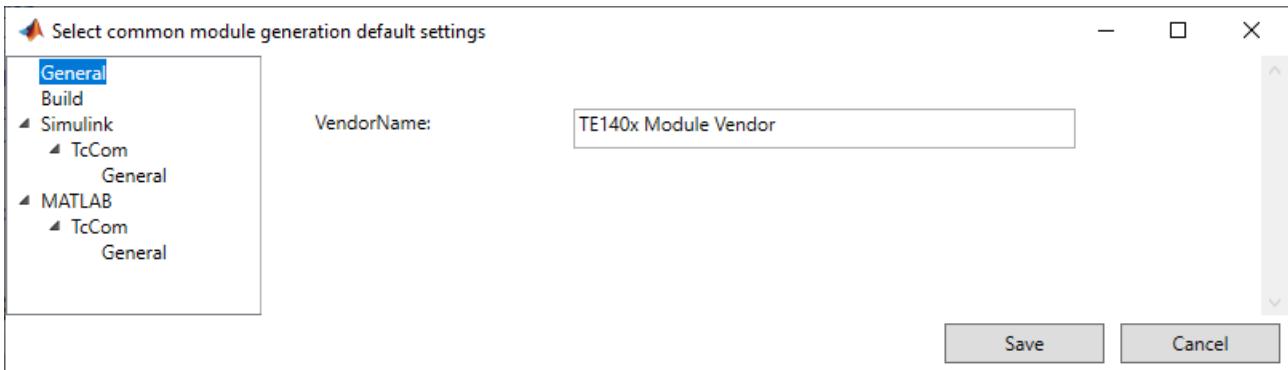 Select common module generation default settings
General
Build
Simulink
TcCom
General
MATLAB
TcCom
General
VendorName:
TE140x Module Vendor
Save
Cancel